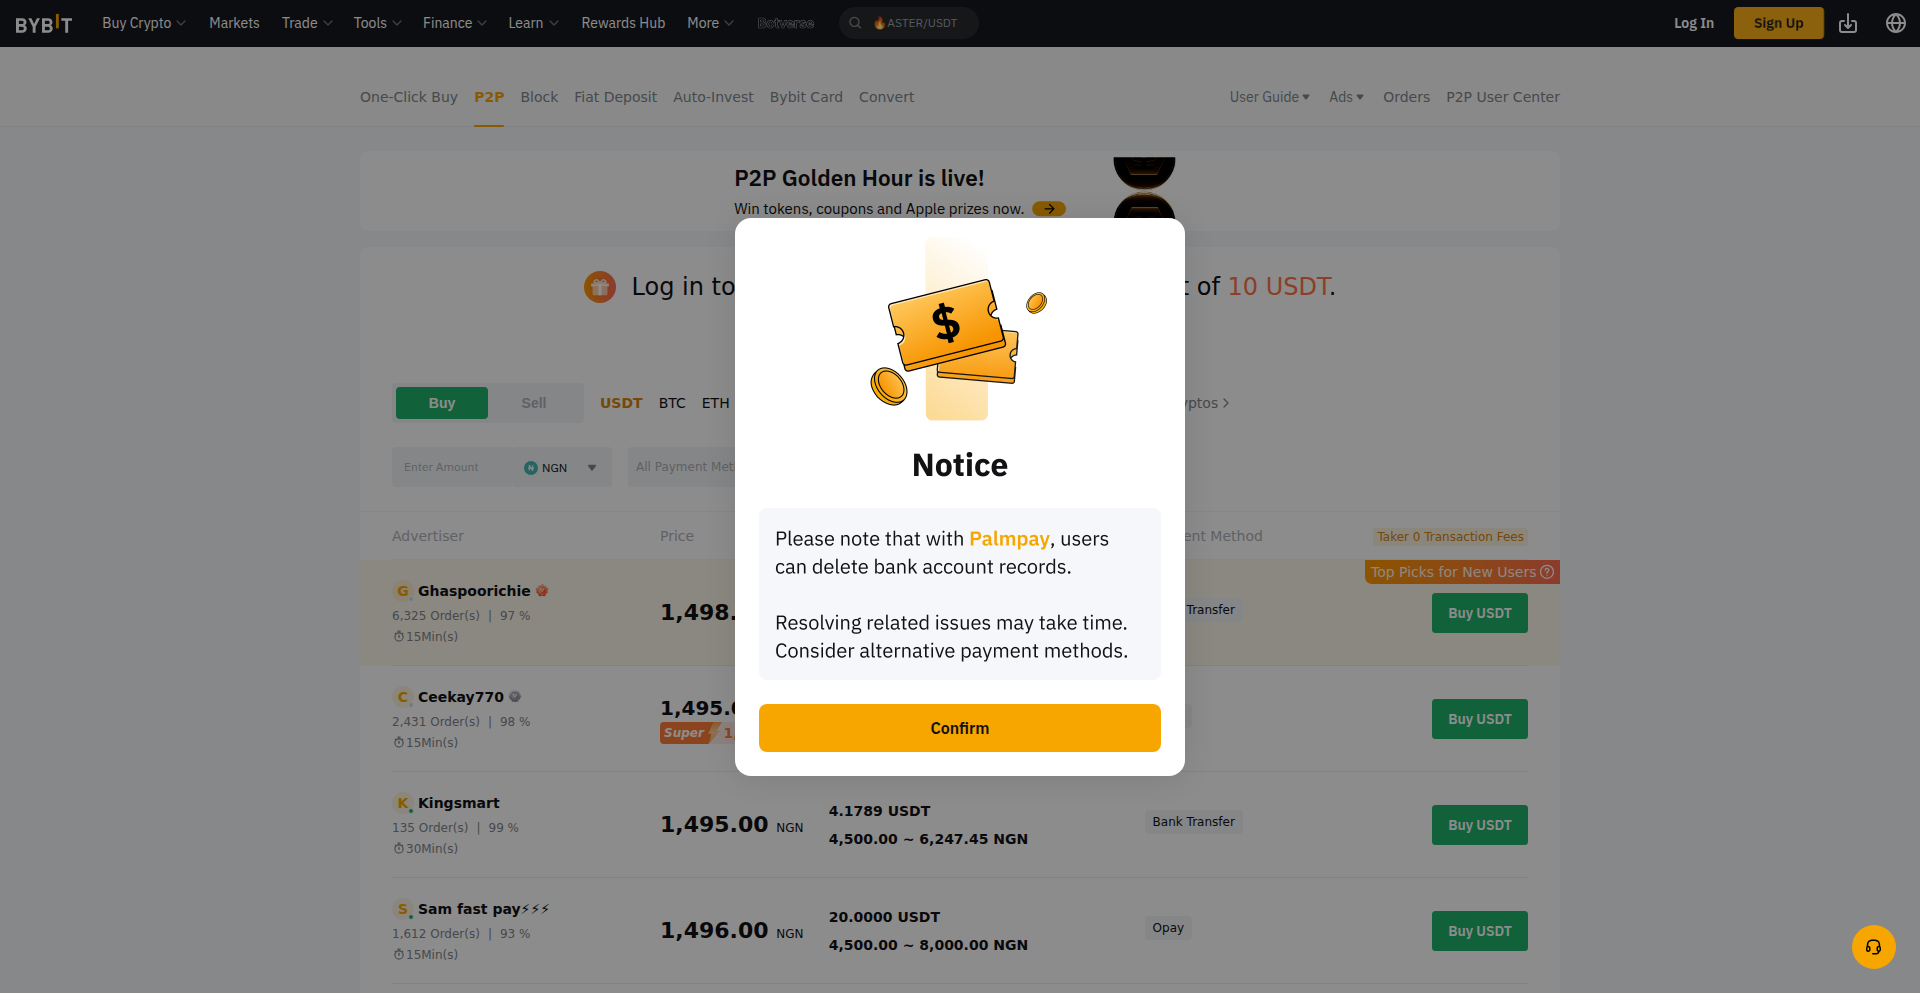 BYBIT Buy Crypto Markets Trade Tools Finance Learn Rewards Hub More Botverse ASTER/USDT Log In Sign Up
One-Click Buy P2P Block Fiat Deposit Auto-Invest Bybit Card Convert User Guide Ads Orders P2P User Center
P2P Golden Hour is live!
Win tokens, coupons and Apple prizes now.
Log in to
t of 10 USDT.
Buy Sell USDT BTC ETH
yptos
Enter Amount NGN All Payment Met
Advertiser Price
ent Method Taker 0 Transaction Fees
Top Picks for New Users
G Ghaspoorichie
6,325 Order(s) | 97 %
15Min(s)
1,498.
Transfer
Buy USDT
C Ceekay770
2,431 Order(s) | 98 %
15Min(s)
1,495.
Super 1,
Buy USDT
$
Notice
Please note that with Palmpay, users
can delete bank account records.
Resolving related issues may take time.
Consider alternative payment methods.
Confirm
K Kingsmart
135 Order(s) | 99 %
30Min(s)
1,495.00 NGN
4.1789 USDT
4,500.00 ~ 6,247.45 NGN
Bank Transfer
Buy USDT
S Sam fast pay⚡⚡⚡
1,612 Order(s) | 93 %
15Min(s)
1,496.00 NGN
20.0000 USDT
4,500.00 ~ 8,000.00 NGN
Opay
Buy USDT